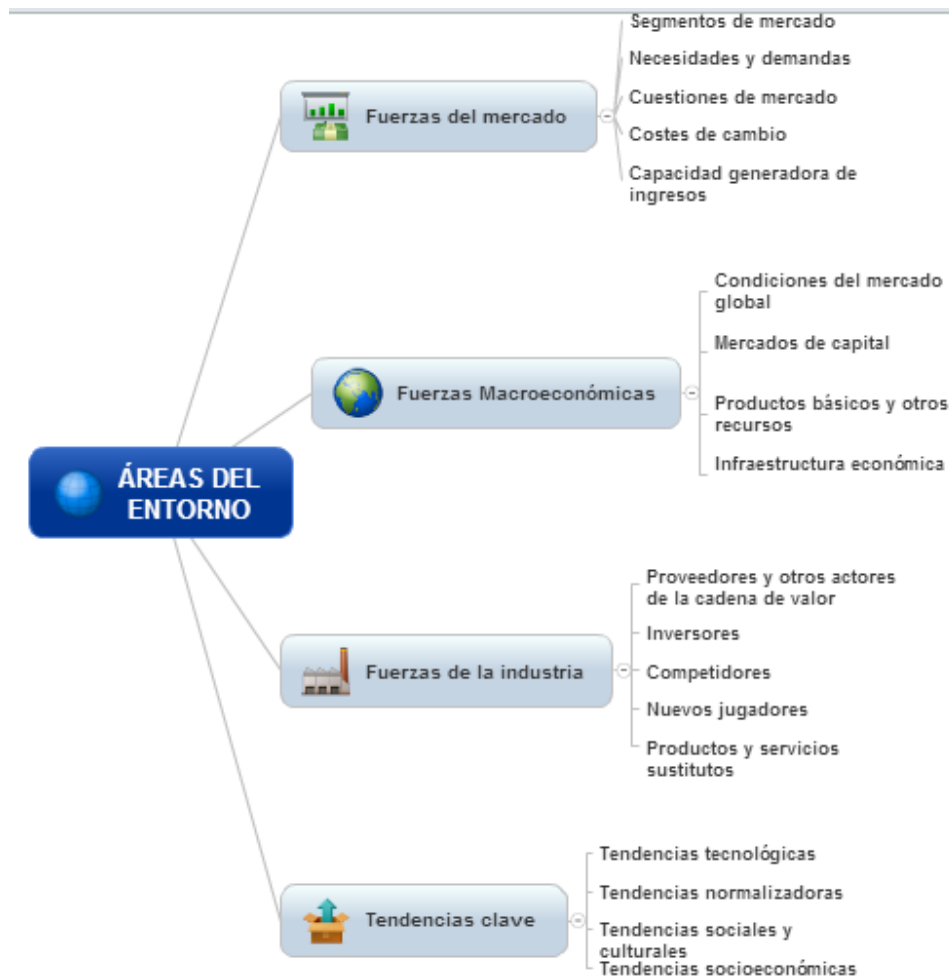 Segmentos de mercado
Necesidades y demandas
Fuerzas del mercado
Cuestiones de mercado
Costes de cambio
Capacidad generadora de
ingresos
Condiciones del mercado
global
Mercados de capital
Fuerzas Macroeconómicas
Productos básicos y otros
recursos
Infraestructura económica
ÁREAS DEL
ENTORNO
Proveedores y otros actores
de la cadena de valor
Inversores
Fuerzas de la industria
Competidores
Nuevos jugadores
Productos y servicios
sustitutos
Tendencias tecnológicas
Tendencias normalizadoras
Tendencias clave
Tendencias sociales y
culturales
Tendencias socioeconómicas